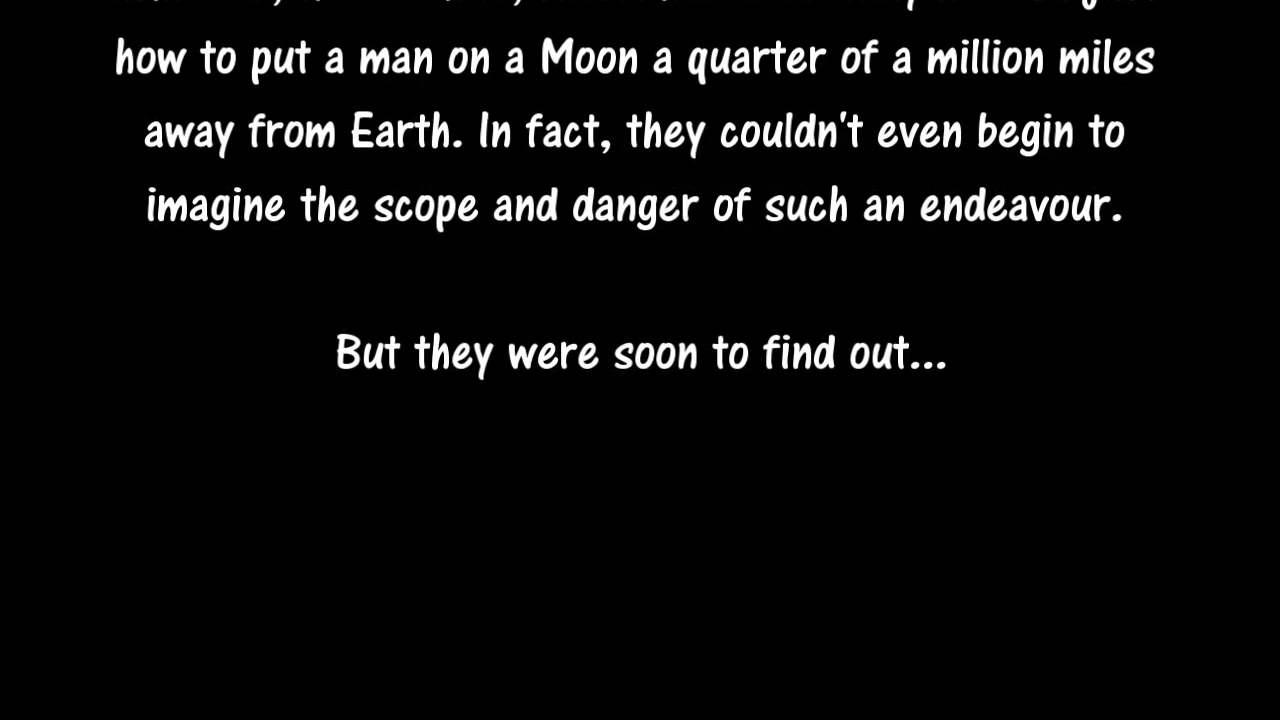 how to put a man on a Moon a quarter of a million miles
away from Earth. In fact, they couldn't even begin to
imagine the scope and danger of such an endeavour.
But they were soon to find out...